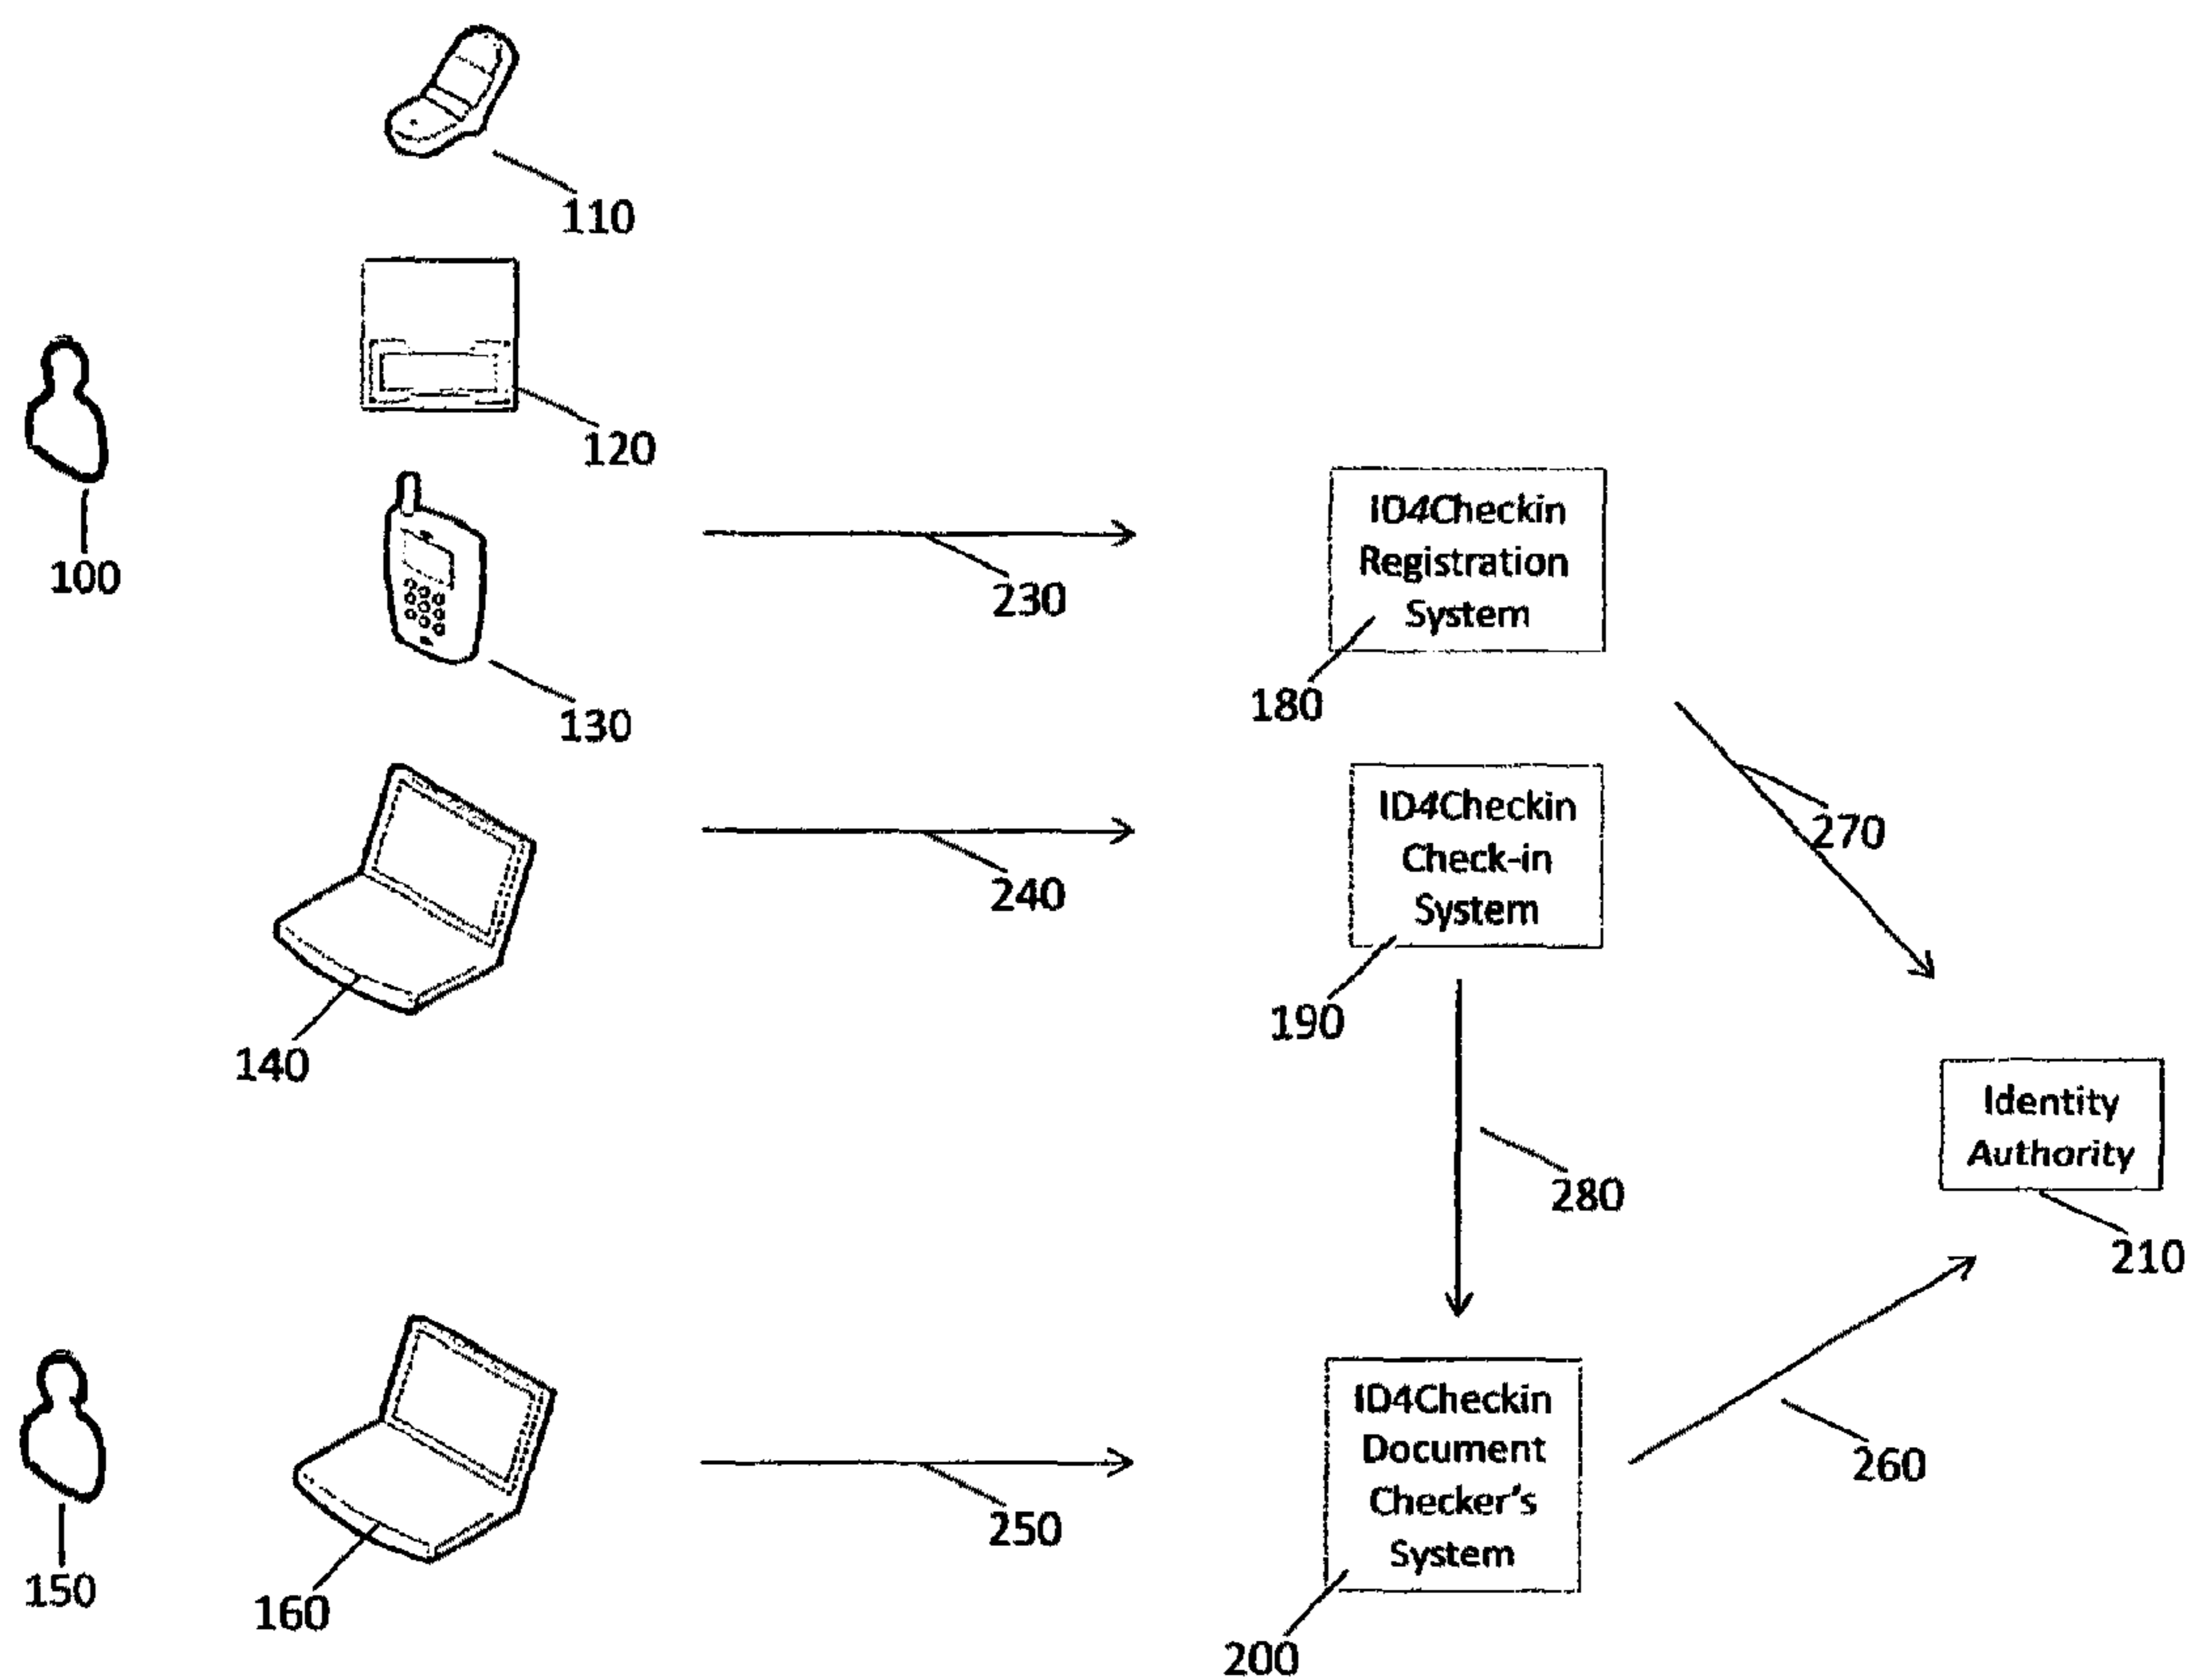 110
120
100
130
230
ID4Checkin
Registration
System
180
240
ID4Checkin
Check-in
System
190
270
140
280
Identity
Authority
210
150
160
250
ID4Checkin
Document
Checker's
System
200
260